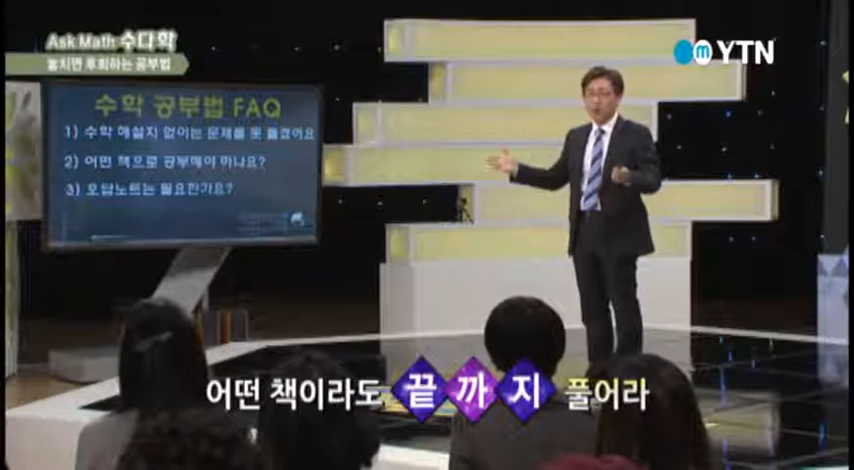 Ask Math 수다학
놓치면 후회하는 공부법
m YTN
수학 공부법 FAQ
1) 수학 해설지 없이는 문제를 못 풀겠어요
2) 어떤 책으로 공부해야 하나요?
3) 오답노트는 필요한가요?
어떤 책이라도 끝까지 풀어라